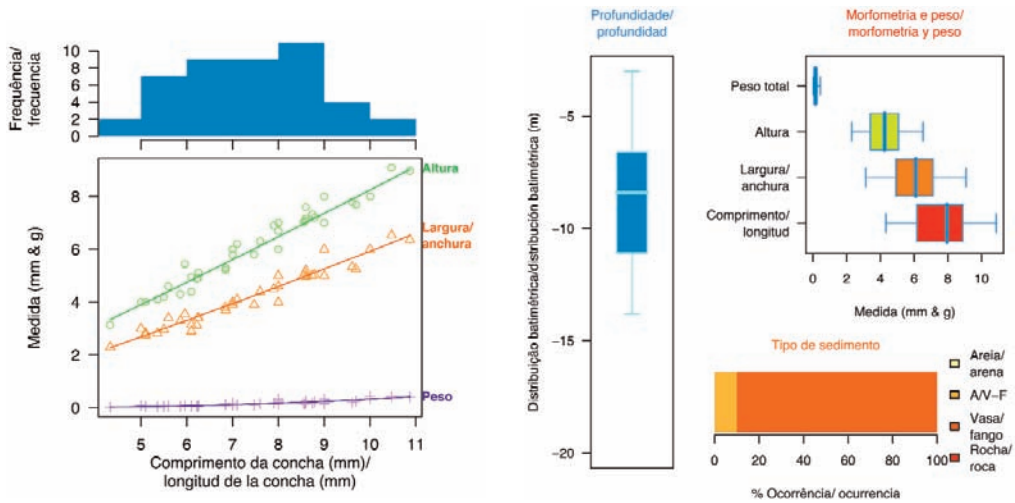 Frequência/
frecuencia
10
8
6
4
2
0
Altura
Largura/
anchura
Peso
Medida (mm & g)
8
6
4
2
0
5 6 7 8 9 10 11
Comprimento da concha (mm)/
longitud de la concha (mm)
Profundidade/
profundidad
Distribuição batimétrica/distribución batimétrica (m)
−5
−10
−15
−20
Morfometria e peso/
morfometría y peso
Peso total
Altura
Largura/
anchura
Comprimento/
longitud
0 2 4 6 8 10
Medida (mm & g)
Tipo de sedimento
Areia/
arena
A/V−F
Vasa/
fango
Rocha/
roca
0 20 40 60 80 100
% Ocorrência/ ocurrencia